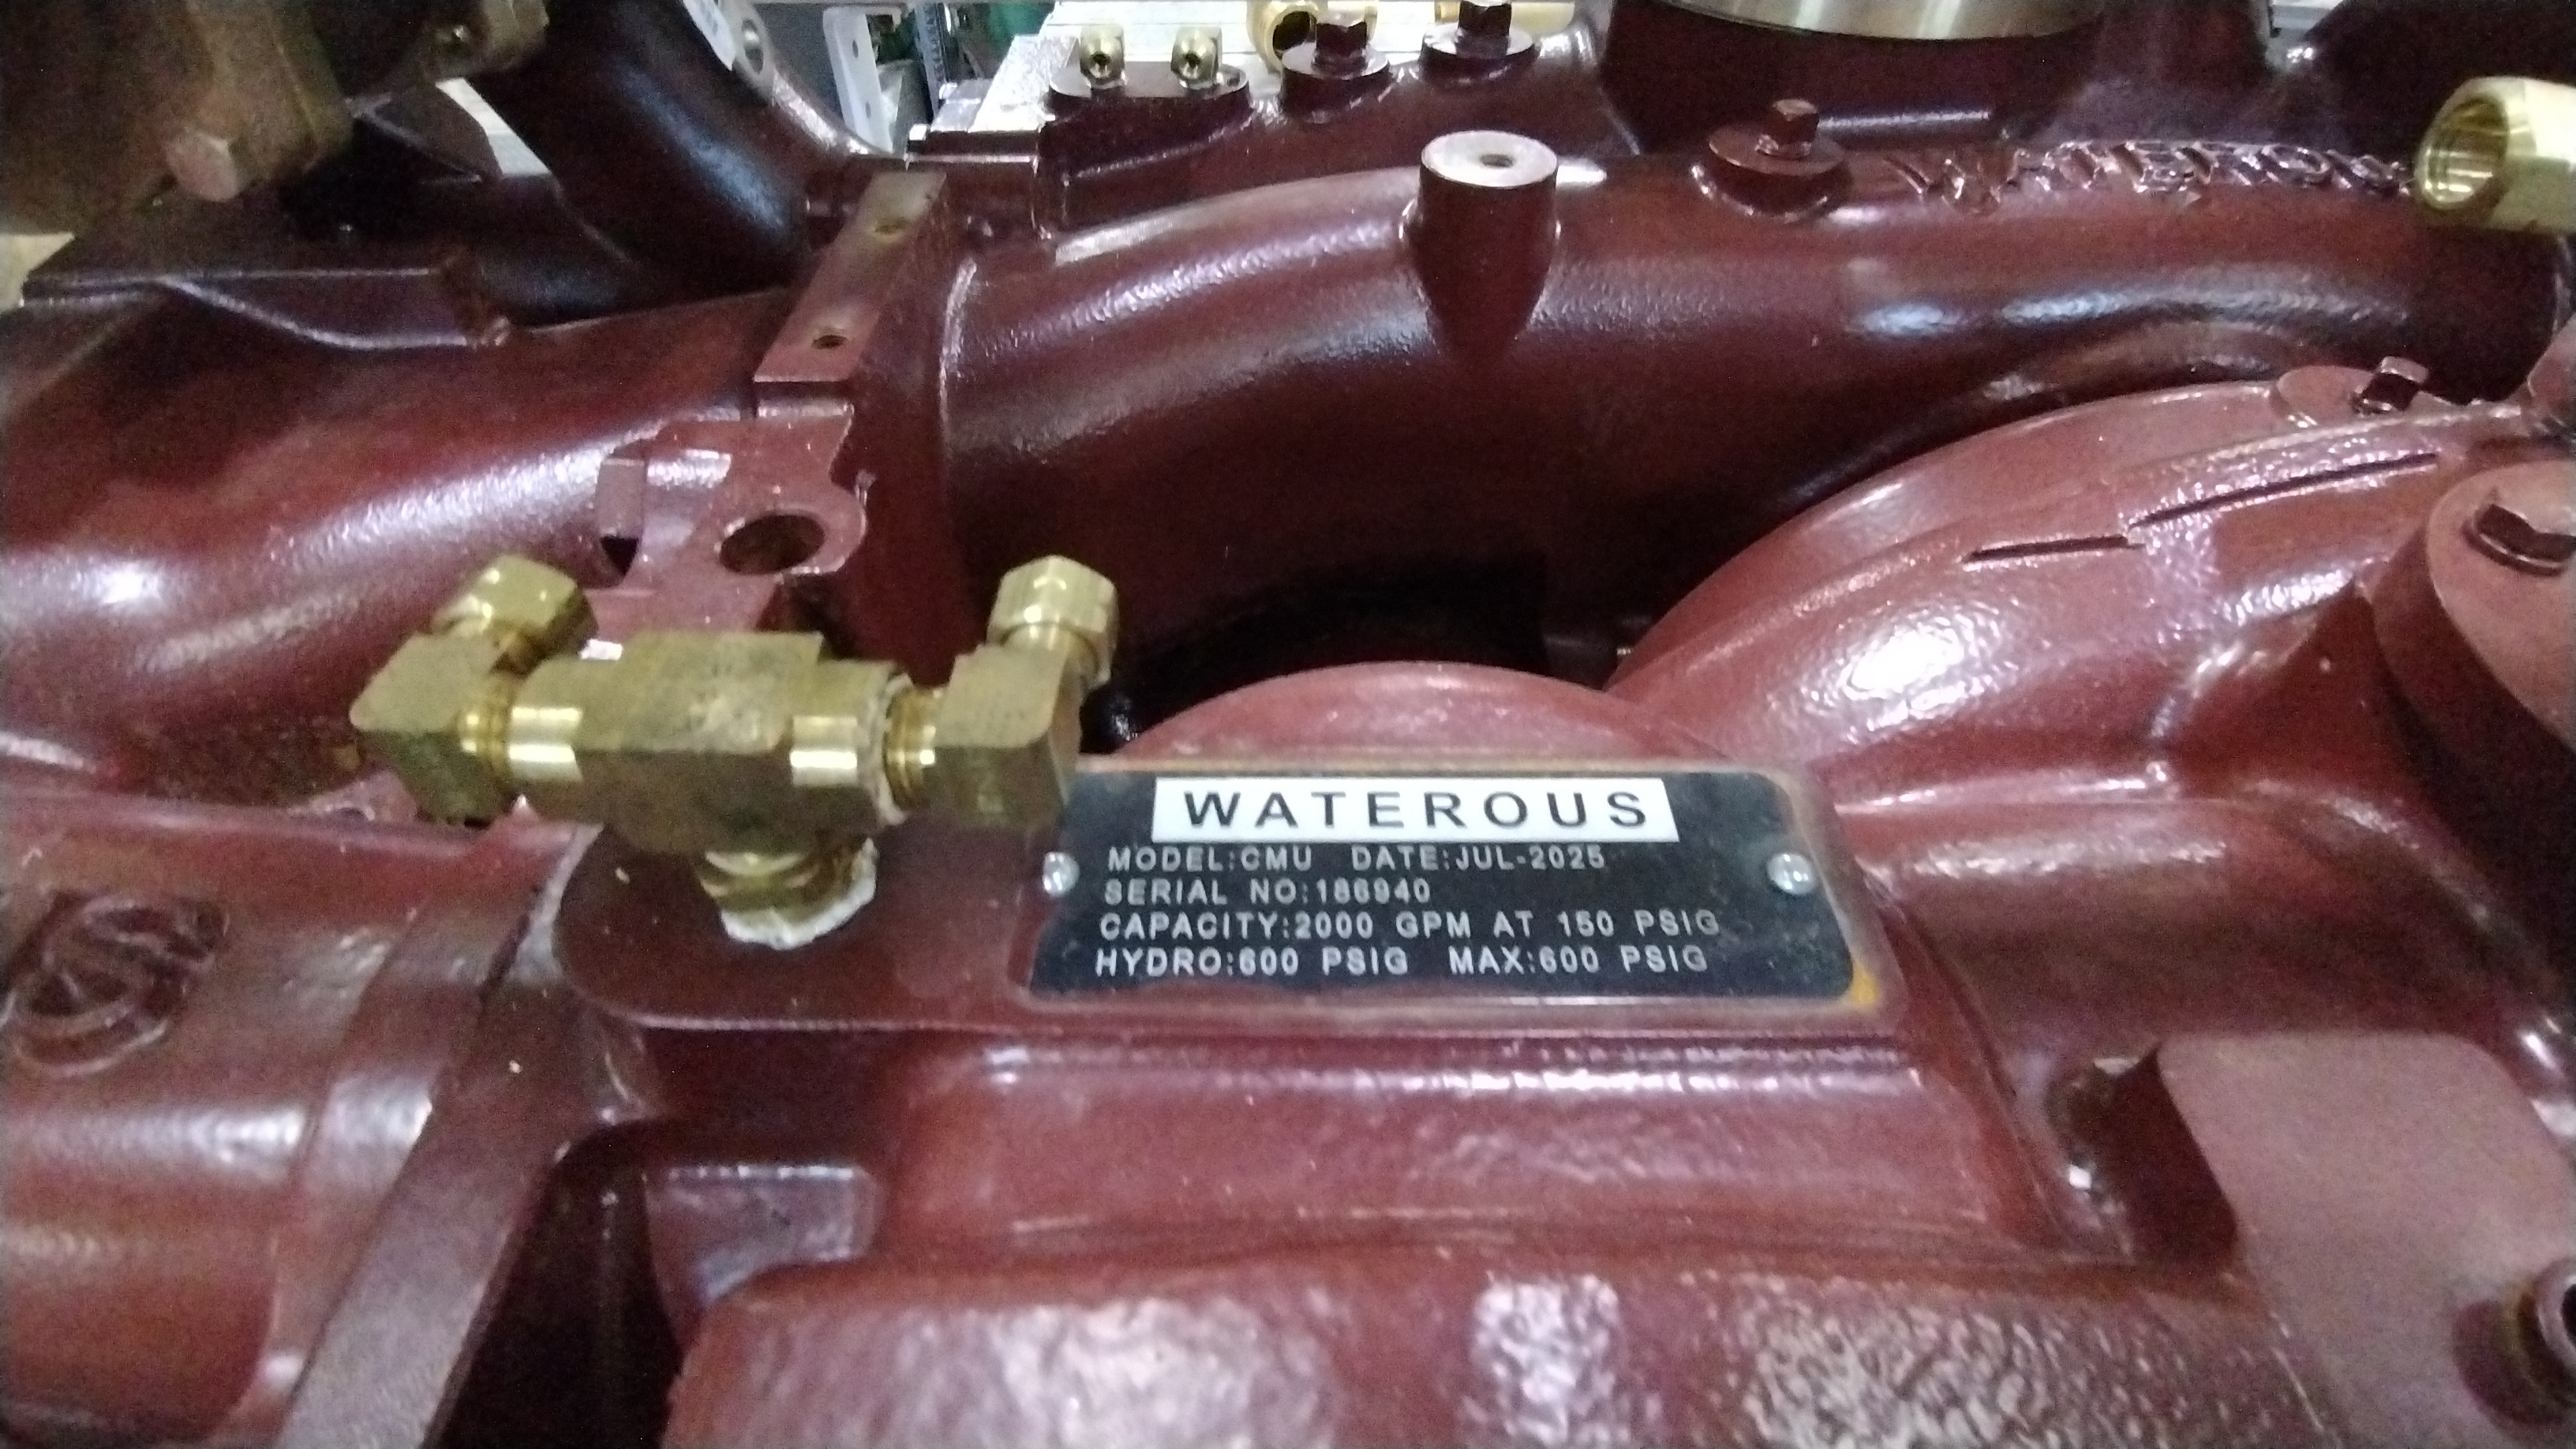 WATEROUS
WATEROUS
MODEL:CMU DATE:JUL-2025
SERIAL NO:186940
CAPACITY:2000 GPM AT 150 PSIG
HYDRO:600 PSIG MAX:600 PSIG